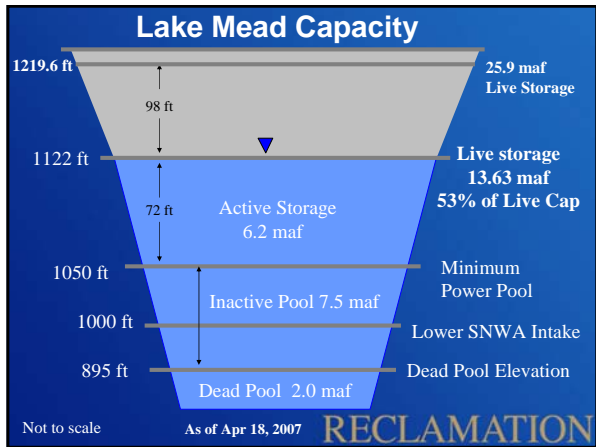 Lake Mead Capacity
1219.6 ft
25.9 maf
Live Storage
98 ft
1122 ft
Live storage
13.63 maf
53% of Live Cap
72 ft
Active Storage
6.2 maf
1050 ft
Minimum
Power Pool
Inactive Pool 7.5 maf
1000 ft
Lower SNWA Intake
895 ft
Dead Pool Elevation
Dead Pool 2.0 maf
Not to scale
As of Apr 18, 2007
RECLAMATION